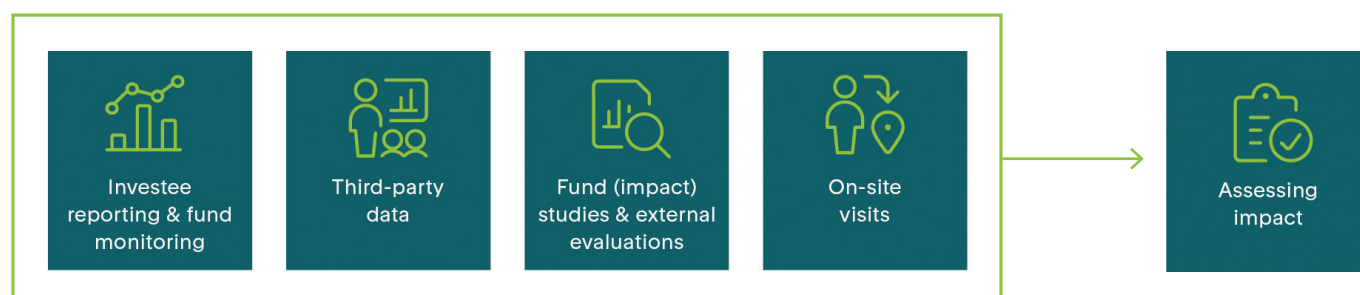 Investee
reporting & fund
monitoring
Third-party
data
Fund (impact)
studies & external
evaluations
On-site
visits
Assessing
impact